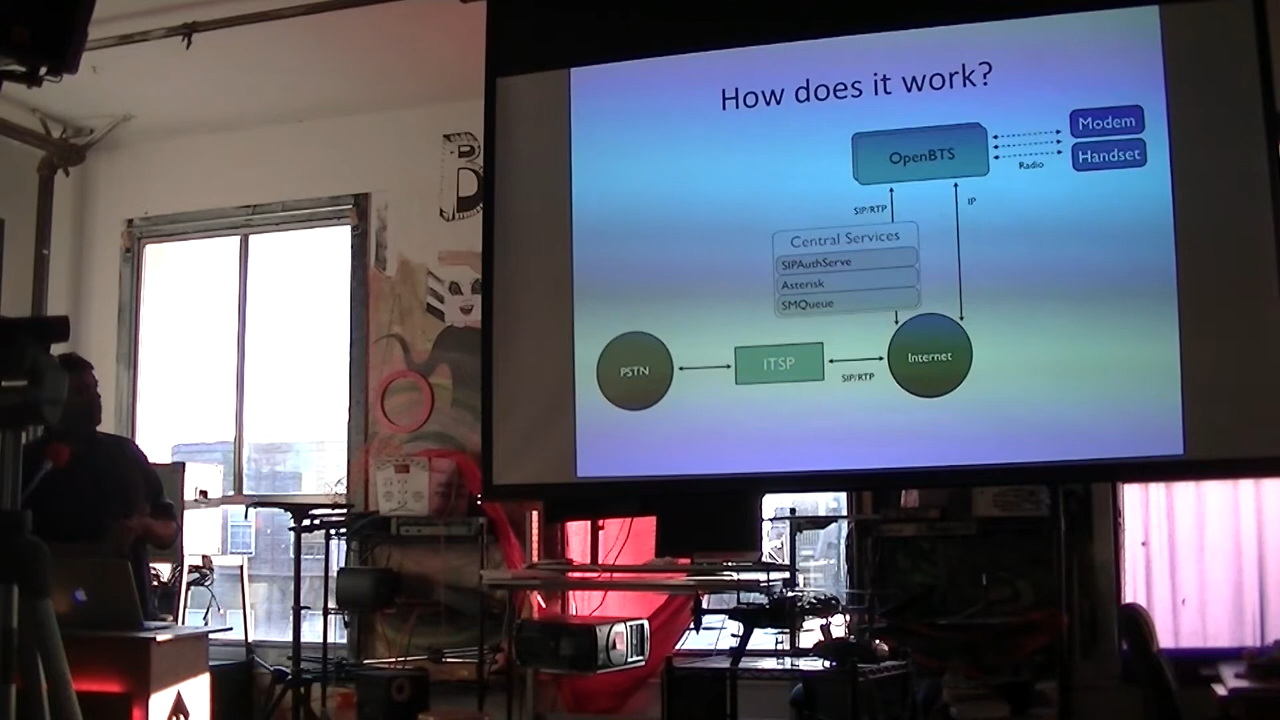 How does it work?
B
OpenBTS
Modem
Handset
Radio
SIP/RTP
IP
Central Services
SIPAuthServe
Asterisk
SMQueue
PSTN
ITSP
SIP/RTP
Internet